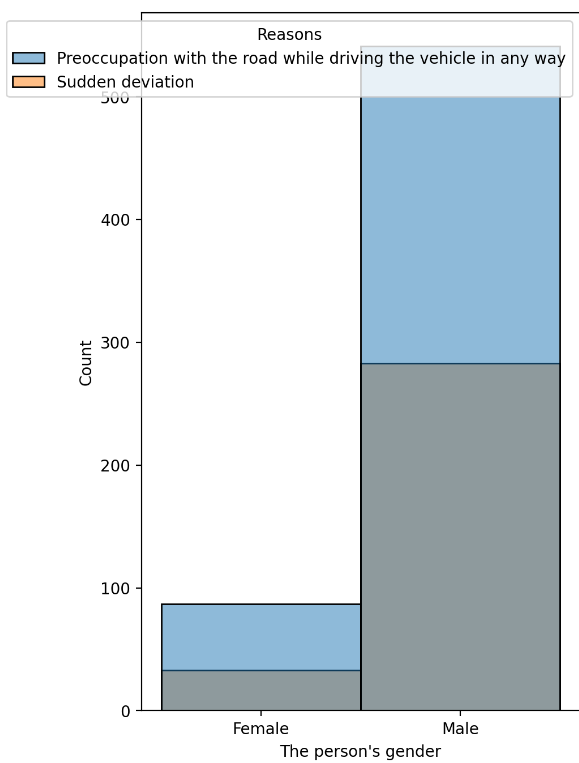 Reasons
Preoccupation with the road while driving the vehicle in any way
Sudden deviation
500
400
300
200
100
0
Count
Female
Male
The person's gender